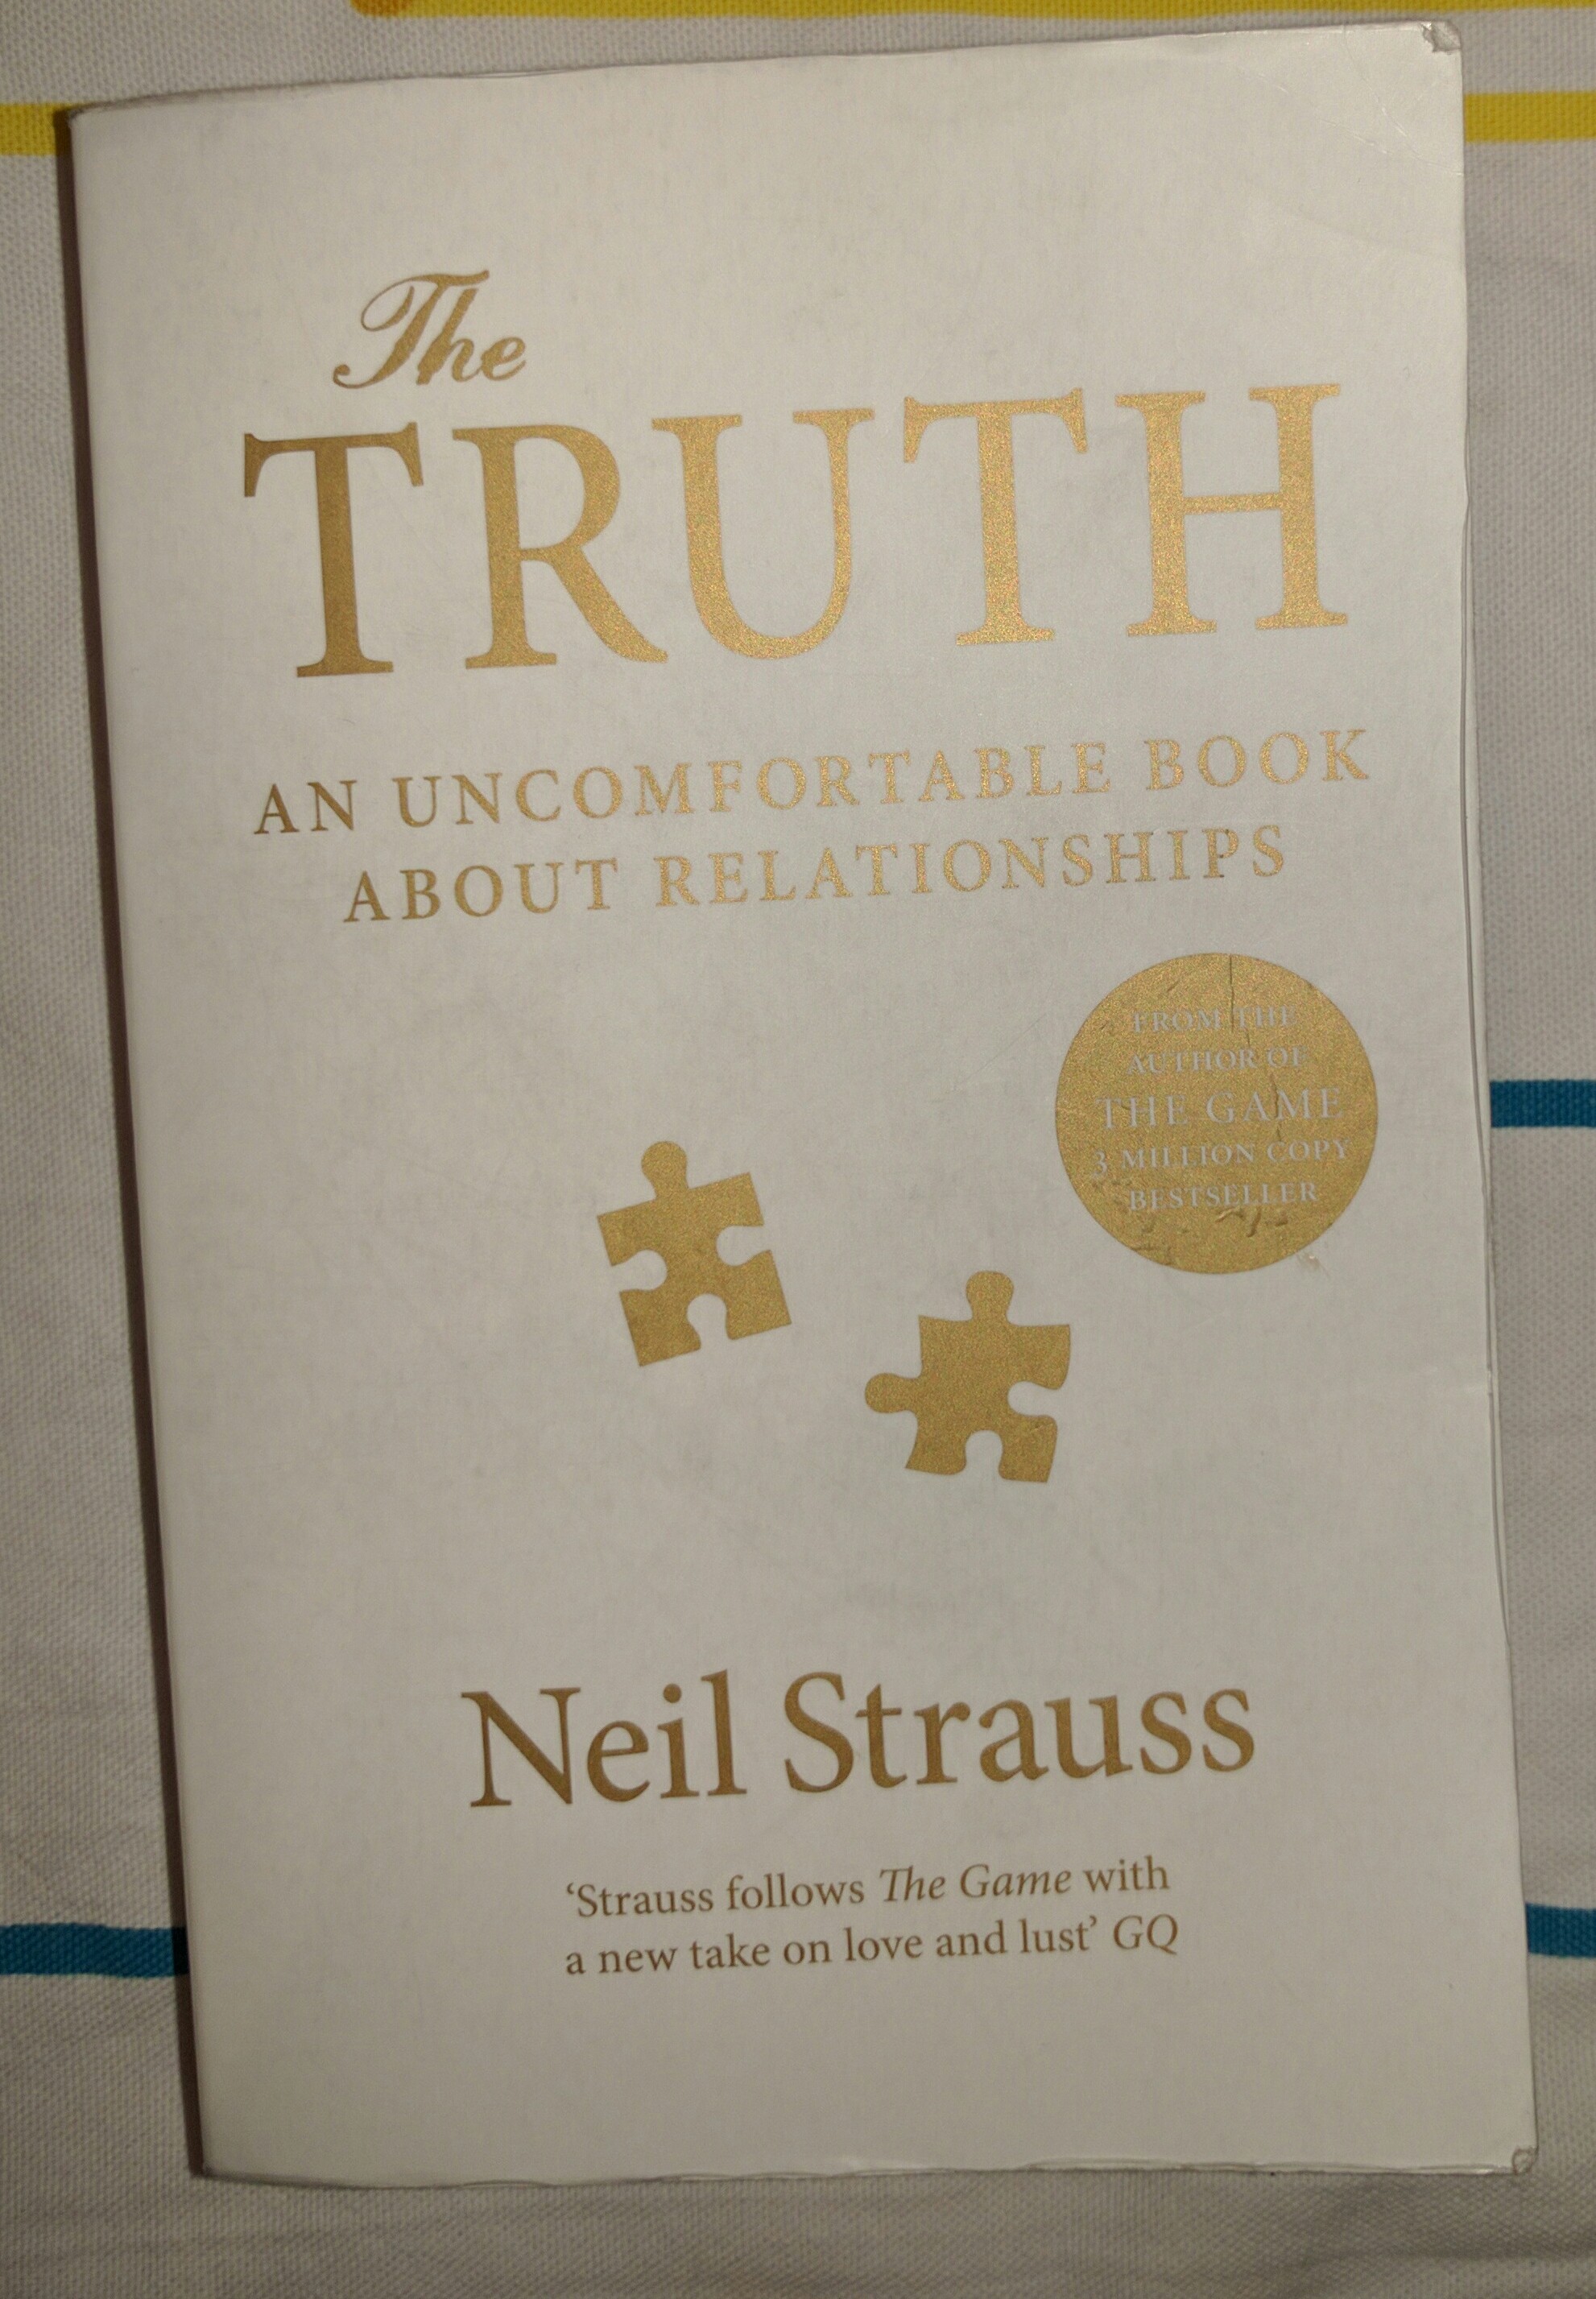 The
TRUTH
AN UNCOMFORTABLE BOOK
ABOUT RELATIONSHIPS
FROM THE
AUTHOR OF
THE GAME
3 MILLION COPY
BESTSELLER
Neil Strauss
‘Strauss follows The Game with
a new take on love and lust’ GQ